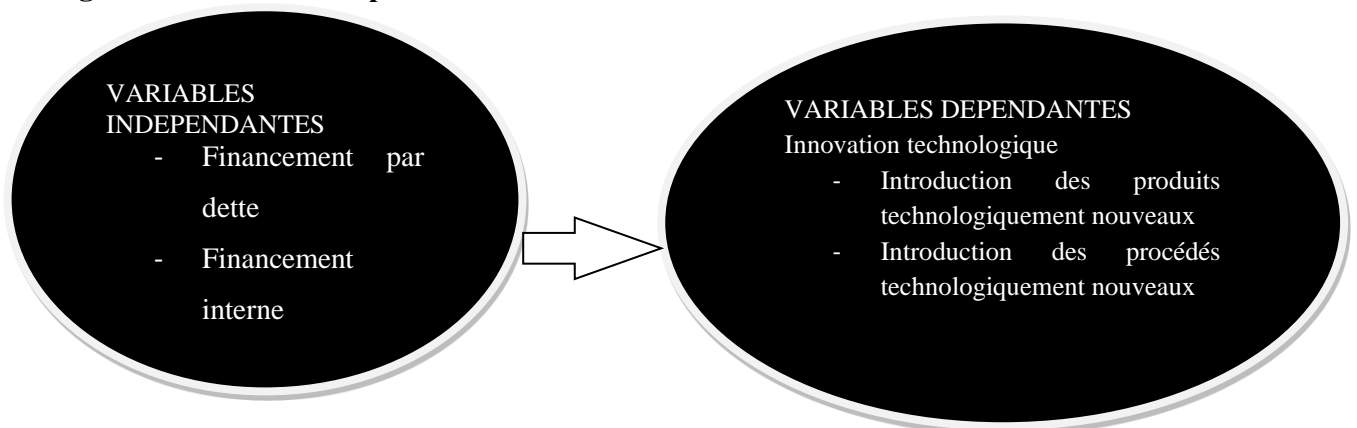 VARIABLES
INDEPENDANTES
- Financement par
dette
- Financement
interne
VARIABLES DEPENDANTES
Innovation technologique
- Introduction des produits
technologiquement nouveaux
- Introduction des procédés
technologiquement nouveaux